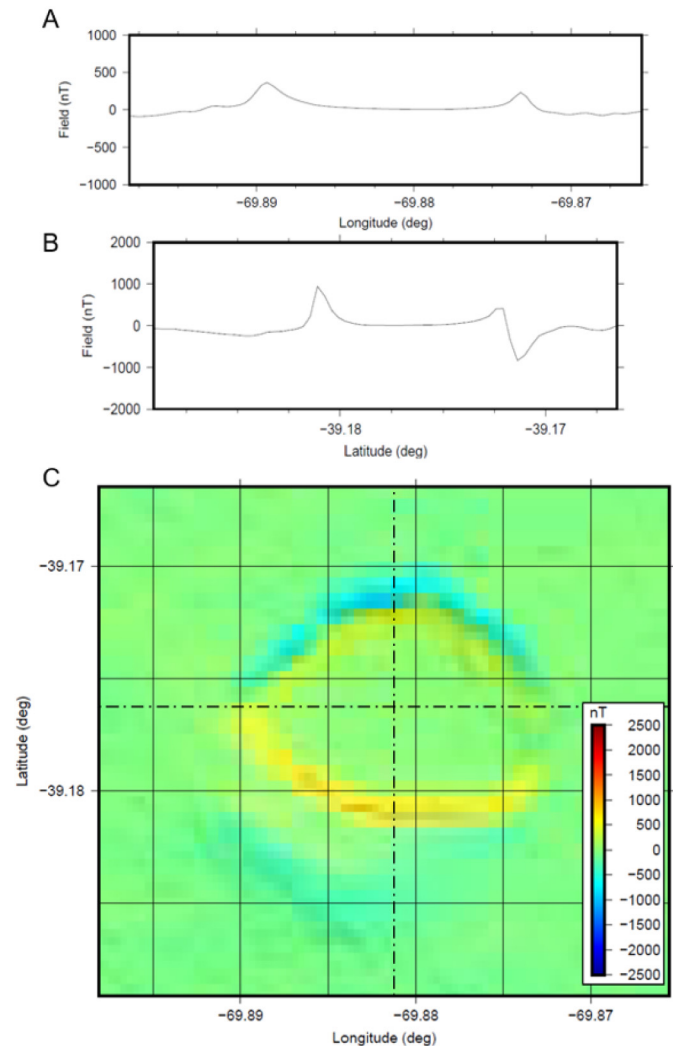 A
1000
500
0
−500
−1000
Field (nT)
−69.89 −69.88 −69.87
Longitude (deg)
B
2000
1000
0
−1000
−2000
Field (nT)
−39.18 −39.17
Latitude (deg)
C
−39.17
−39.18
Latitude (deg)
nT
2500
2000
1500
1000
500
0
−500
−1000
−1500
−2000
−2500
−69.89 −69.88 −69.87
Longitude (deg)